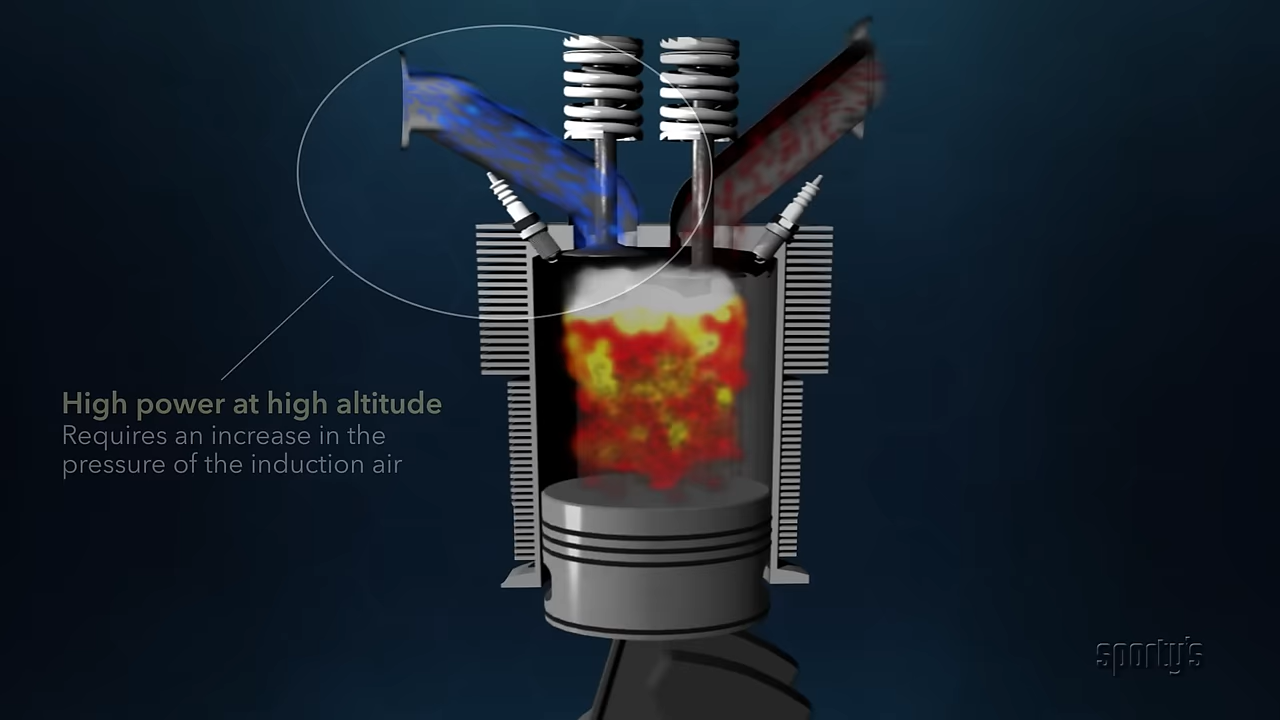 High power at high altitude
Requires an increase in the
pressure of the induction air
sporty's